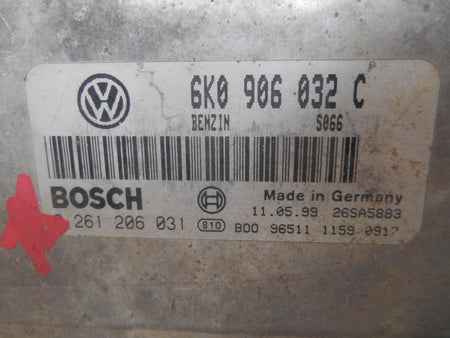 6K0 906 032 C
BENZIN S066
BOSCH Made in Germany
11.05.99 26SA5883
261 206 031 810 B00 96511 1159 0917